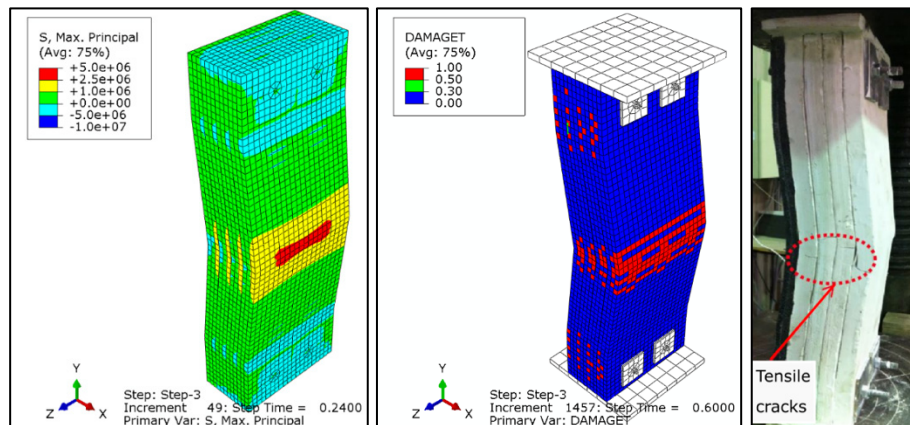 S, Max. Principal
(Avg: 75%)
+5.0e+06
+2.5e+06
+1.0e+06
+0.0e+00
-5.0e+06
-1.0e+07
Y
Z X
Step: Step-3
Increment 49: Step Time = 0.2400
Primary Var: S, Max. Principal
DAMAGET
(Avg: 75%)
1.00
0.50
0.30
0.00
Y
Z X
Step: Step-3
Increment 1457: Step Time = 0.6000
Primary Var: DAMAGET
Tensile
cracks